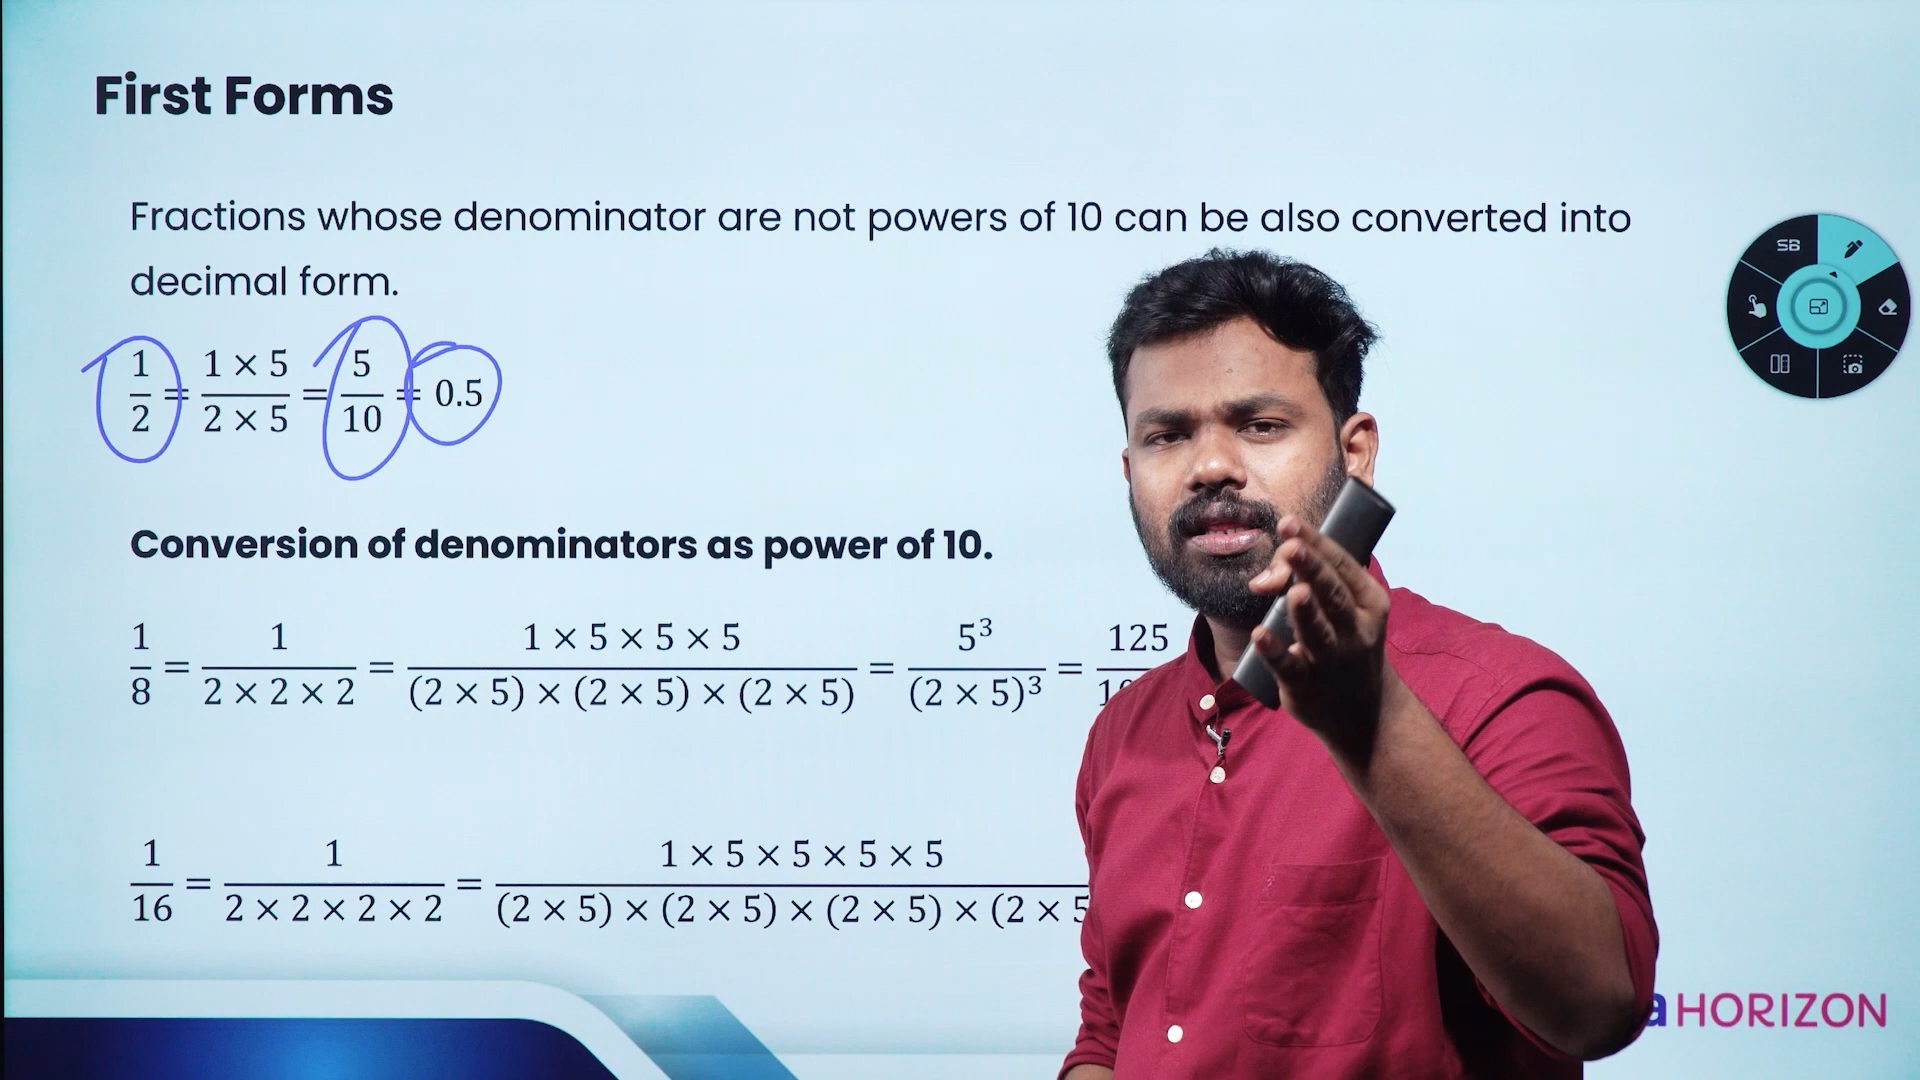 First Forms
SB
Fractions whose denominator are not powers of 10 can be also converted into
decimal form.
1/2 = 1 × 5/2 × 5 = 5/10 = 0.5
Conversion of denominators as power of 10.
1/8 = 1/2 × 2 × 2 = 1 × 5 × 5 × 5/(2 × 5) × (2 × 5) × (2 × 5) = 5³/(2 × 5)³ = 125/1
1/16 = 1/2 × 2 × 2 × 2 = 1 × 5 × 5 × 5 × 5/(2 × 5) × (2 × 5) × (2 × 5) × (2 × 5
a HORIZON